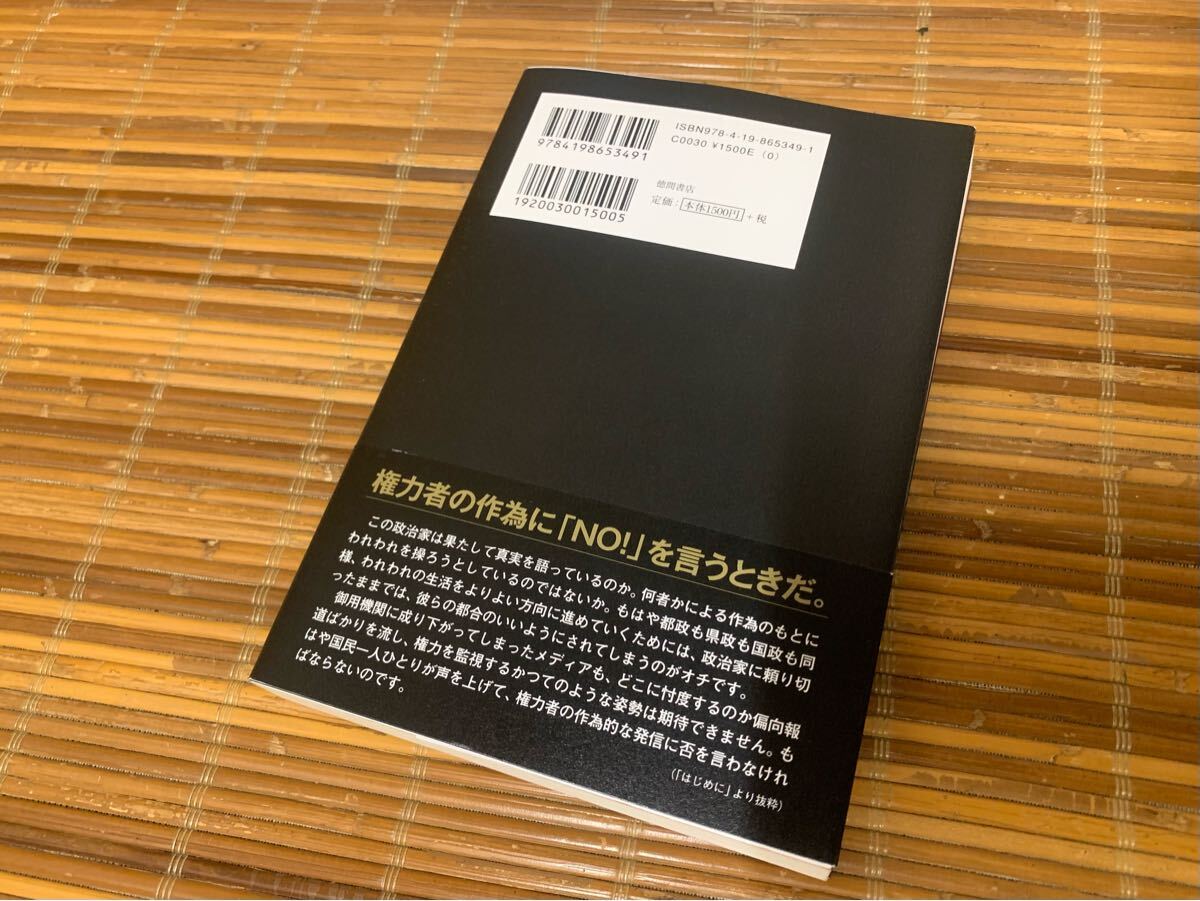 ISBN978-4-19-865349-1
C0030 ¥1500E (0)
9784198653491
徳間書店
定価:本体1500円+税
1920030015005
権力者の作為に「NO!」を言うときだ。
この政治家は果たして真実を語っているのか。何者かによる作為のもとに
われわれを操ろうとしているのではないか。もはや都政も県政も国政も同
様、われわれの生活をよりよい方向に進めていくためには、政治家に頼り切
ったままでは、彼らの都合のいいようにされてしまうのがオチです。
御用機関に成り下がってしまったメディアも、どこに忖度するのか偏向報
道ばかりを流し、権力を監視するかつてのような姿勢は期待できません。も
はや国民一人ひとりが声を上げて、権力者の作為的な発信に否を言わなけれ
ばならないのです。
(「はじめに」より抜粋)